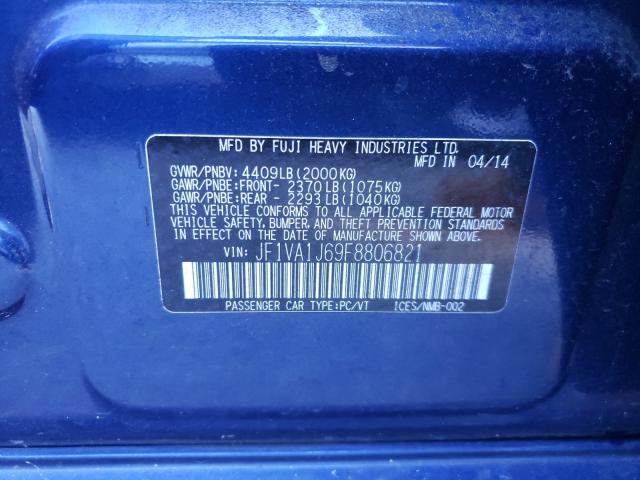 MFD BY FUJI HEAVY INDUSTRIES LTD.
MFD IN 04/14
GVWR/PNBV: 4409LB(2000KG)
GAWR/PNBE:FRONT- 2370LB(1075KG)
GAWR/PNBE:REAR - 2293LB(1040KG)
THIS VEHICLE CONFORMS TO ALL APPLICABLE FEDERAL MOTOR
VEHICLE SAFETY, BUMPER, AND THEFT PREVENTION STANDARDS
IN EFFECT ON THE DATE OF MANUFACTURE SHOWN ABOVE.
VIN: JF1VA1J69F8806821
PASSENGER CAR TYPE:PC/VT ICES/NMB-002